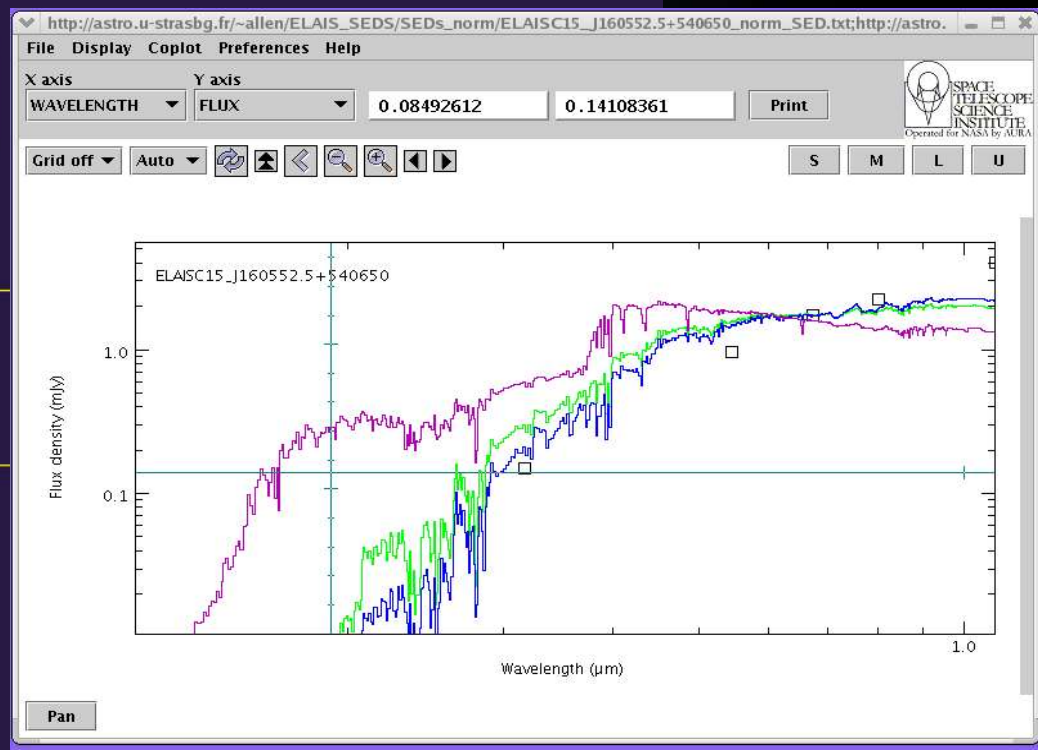 http://astro.u-strasbg.fr/~allen/ELAIS_SEDS/SEDs_norm/ELAISC15_J160552.5+540650_norm_SED.txt;http://astro.
File Display Coplot Preferences Help
X axis Y axis
WAVELENGTH FLUX 0.08492612 0.14108361 Print
SPACE
TELESCOPE
SCIENCE
INSTITUTE
Operated for NASA by AURA
Grid off Auto S M L U
ELAISC15_J160552.5+540650
1.0
Flux density (mJy)
0.1
1.0
Wavelength (µm)
Pan